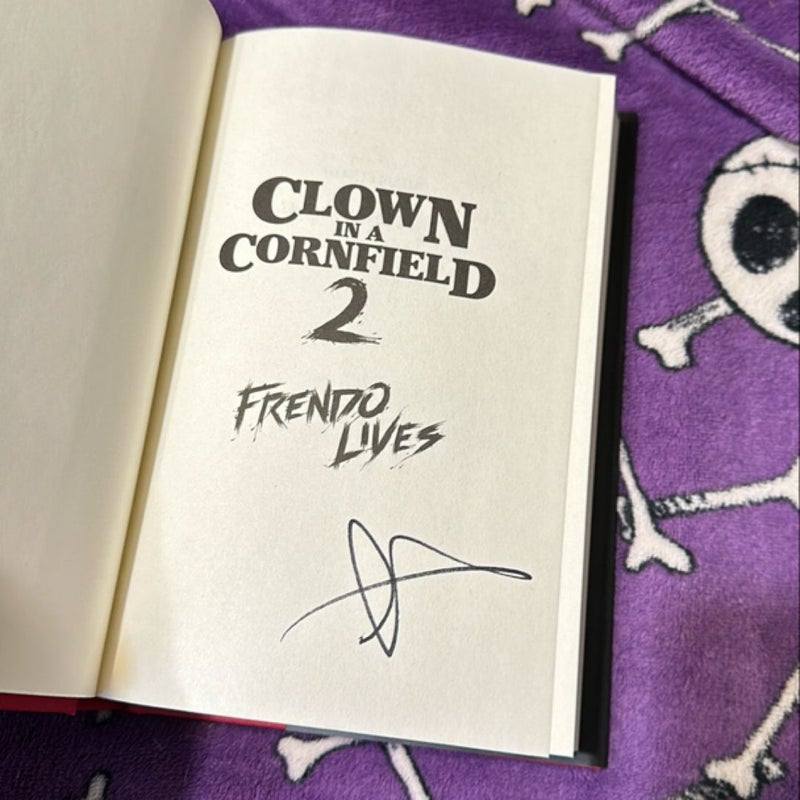 CLOWN
IN A
CORNFIELD
2
FRENDO
LIVES